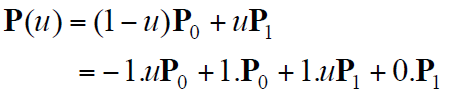 P(u) = (1 − u)P₀ + uP₁
= −1.uP₀ + 1.P₀ + 1.uP₁ + 0.P₁